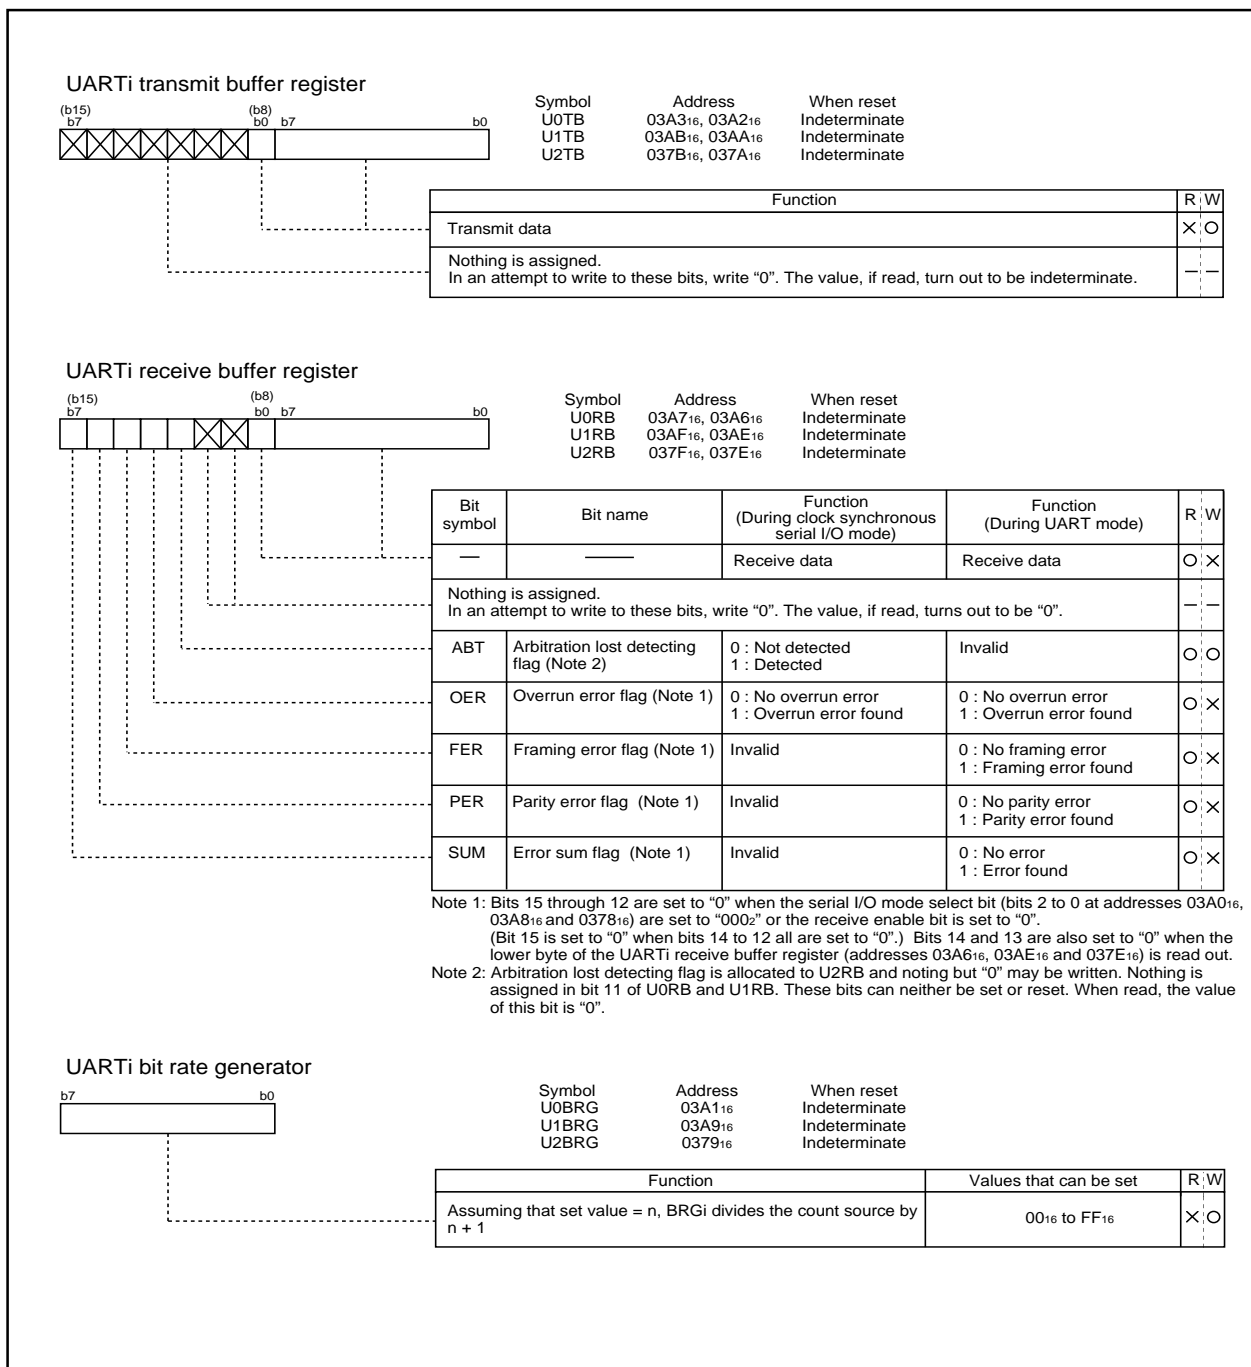 UARTi transmit buffer register
(b15) (b8)
b7 b0 b7 b0
Symbol Address When reset
U0TB 03A3₁₆, 03A2₁₆ Indeterminate
U1TB 03AB₁₆, 03AA₁₆ Indeterminate
U2TB 037B₁₆, 037A₁₆ Indeterminate
Function R W
Transmit data
Nothing is assigned.
In an attempt to write to these bits, write “0”. The value, if read, turn out to be indeterminate.
UARTi receive buffer register
(b15) (b8)
b7 b0 b7 b0
Symbol Address When reset
U0RB 03A7₁₆, 03A6₁₆ Indeterminate
U1RB 03AF₁₆, 03AE₁₆ Indeterminate
U2RB 037F₁₆, 037E₁₆ Indeterminate
Bit symbol Bit name Function (During clock synchronous serial I/O mode) Function (During UART mode) R W
Receive data Receive data
Nothing is assigned.
In an attempt to write to these bits, write “0”. The value, if read, turns out to be “0”.
ABT Arbitration lost detecting flag (Note 2) 0 : Not detected 1 : Detected Invalid
OER Overrun error flag (Note 1) 0 : No overrun error 1 : Overrun error found 0 : No overrun error 1 : Overrun error found
FER Framing error flag (Note 1) Invalid 0 : No framing error 1 : Framing error found
PER Parity error flag (Note 1) Invalid 0 : No parity error 1 : Parity error found
SUM Error sum flag (Note 1) Invalid 0 : No error 1 : Error found
Note 1: Bits 15 through 12 are set to “0” when the serial I/O mode select bit (bits 2 to 0 at addresses 03A0₁₆,
03A8₁₆ and 0378₁₆) are set to “000₂” or the receive enable bit is set to “0”.
(Bit 15 is set to “0” when bits 14 to 12 all are set to “0”.) Bits 14 and 13 are also set to “0” when the
lower byte of the UARTi receive buffer register (addresses 03A6₁₆, 03AE₁₆ and 037E₁₆) is read out.
Note 2: Arbitration lost detecting flag is allocated to U2RB and noting but “0” may be written. Nothing is
assigned in bit 11 of U0RB and U1RB. These bits can neither be set or reset. When read, the value
of this bit is “0”.
UARTi bit rate generator
b7 b0
Symbol Address When reset
U0BRG 03A1₁₆ Indeterminate
U1BRG 03A9₁₆ Indeterminate
U2BRG 0379₁₆ Indeterminate
Function Values that can be set R W
Assuming that set value = n, BRGi divides the count source by
n + 1
00₁₆ to FF₁₆